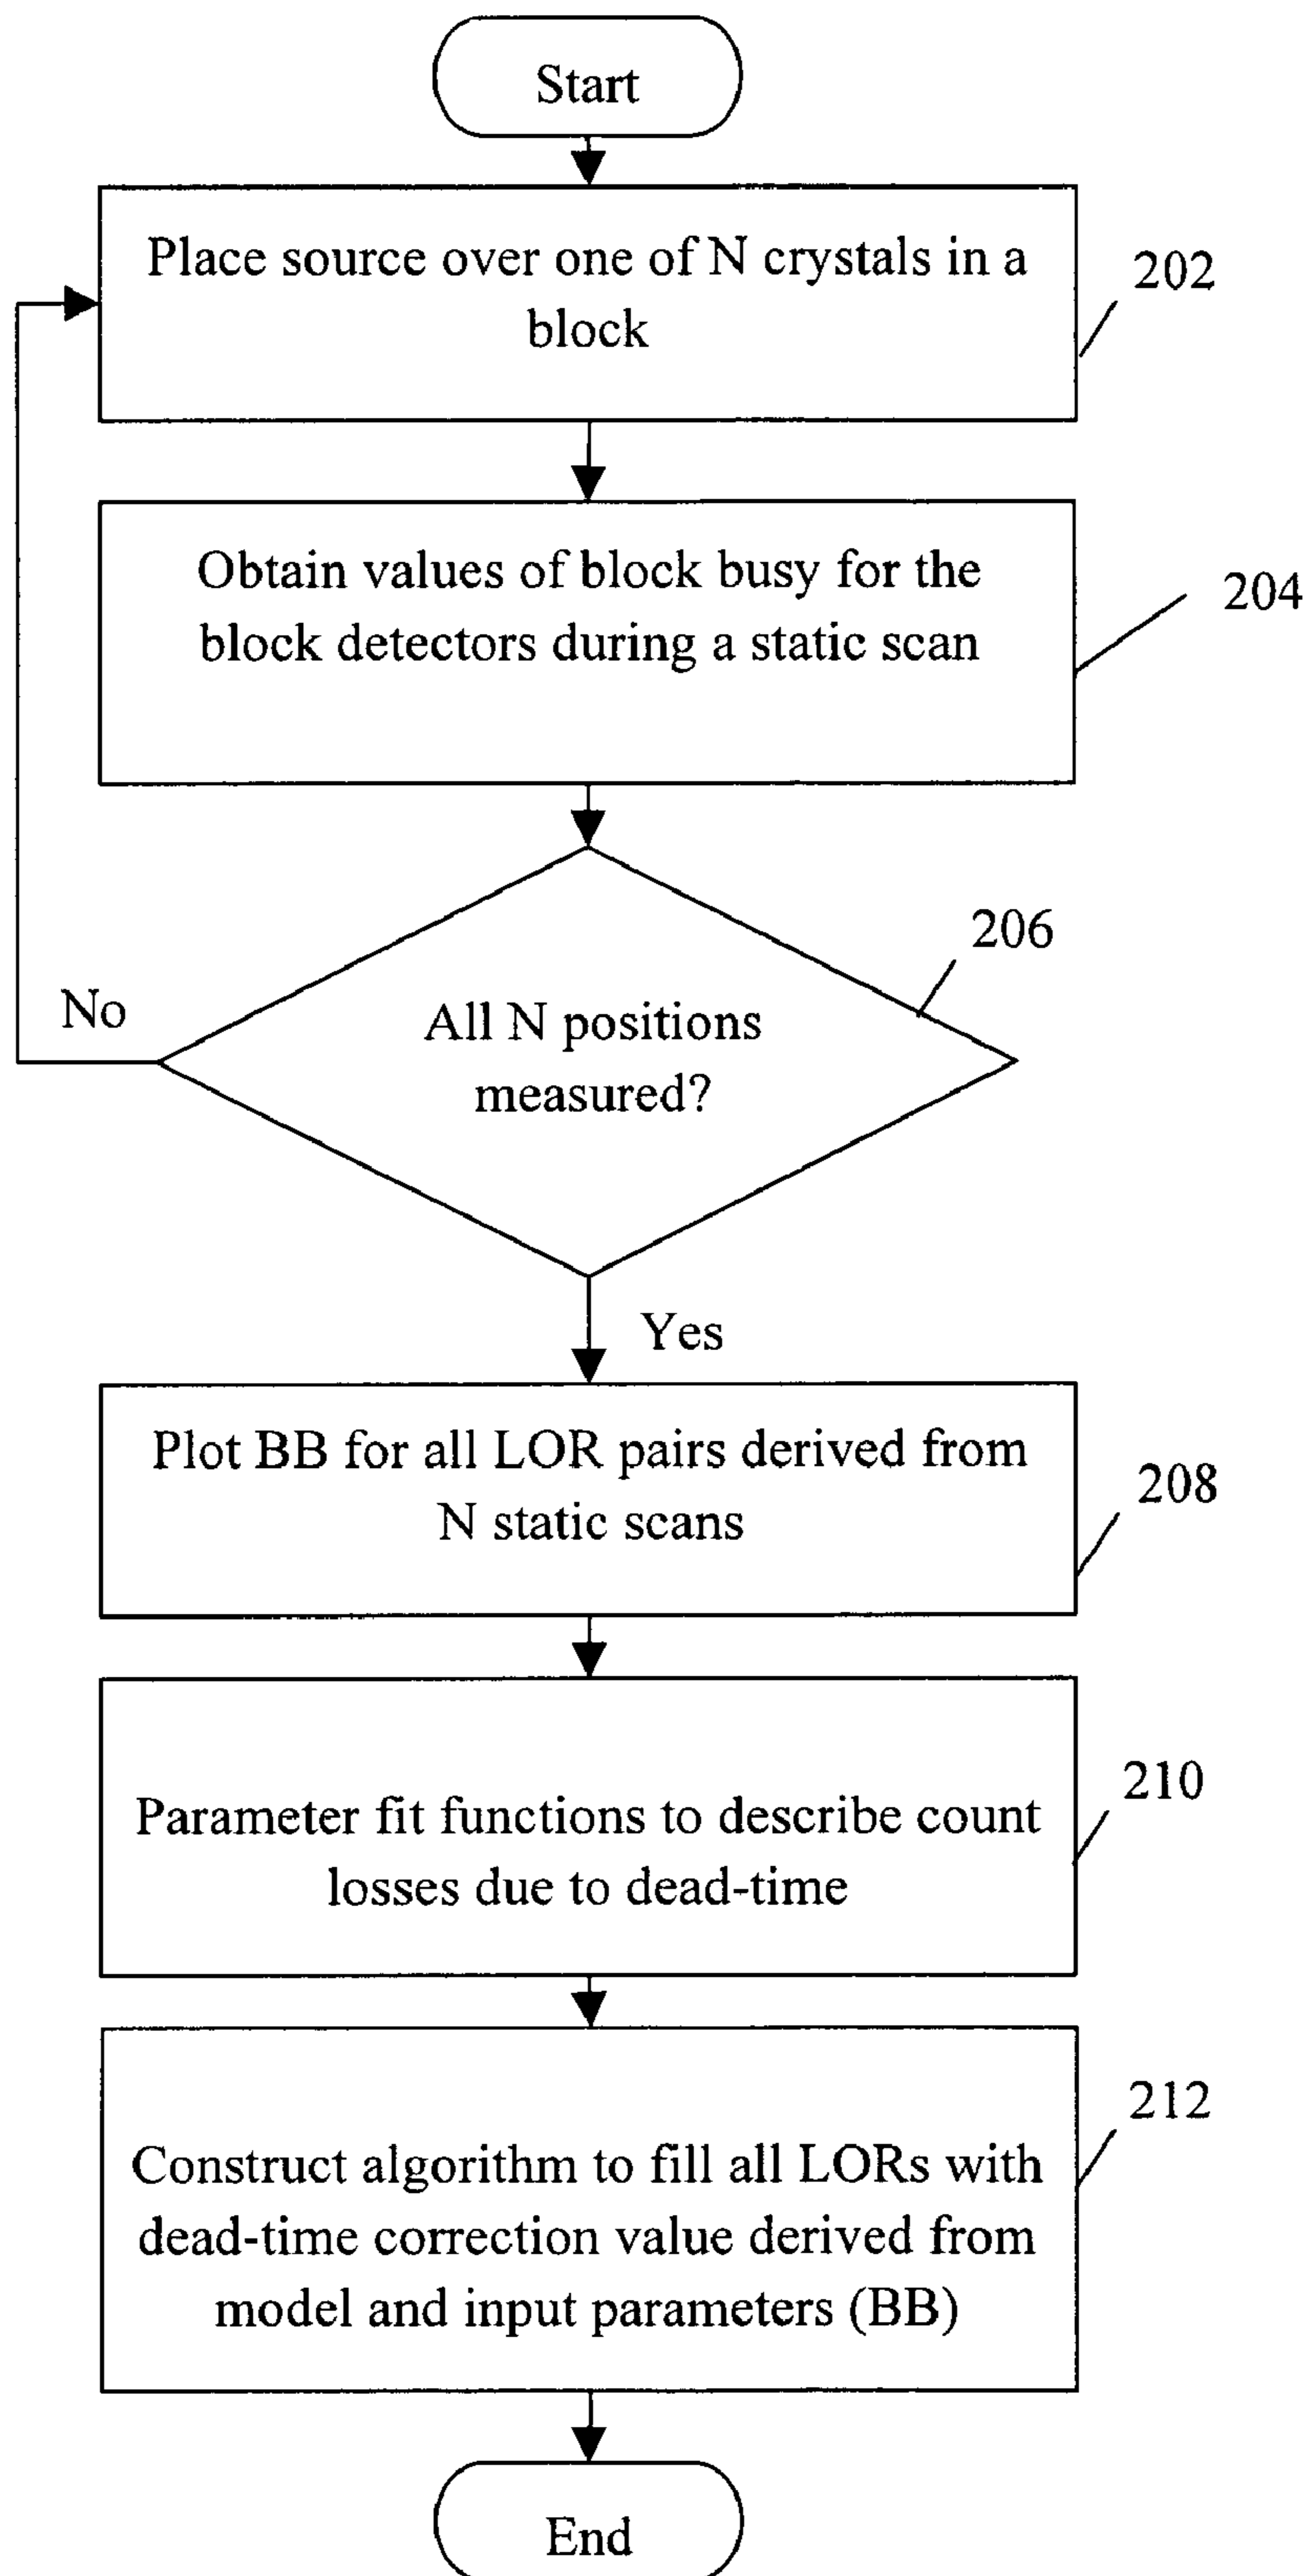 Start
Place source over one of N crystals in a
block
202
Obtain values of block busy for the
block detectors during a static scan
204
206
No
All N positions
measured?
Yes
Plot BB for all LOR pairs derived from
N static scans
208
210
Parameter fit functions to describe count
losses due to dead-time
212
Construct algorithm to fill all LORs with
dead-time correction value derived from
model and input parameters (BB)
End